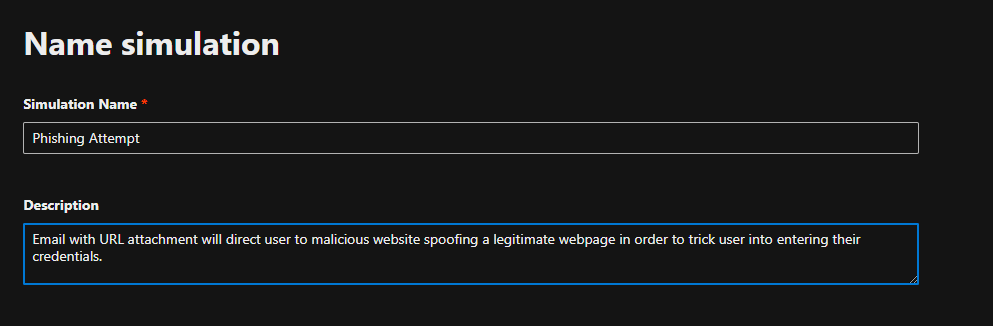 Name simulation
Simulation Name *
Phishing Attempt
Description
Email with URL attachment will direct user to malicious website spoofing a legitimate webpage in order to trick user into entering their
credentials.